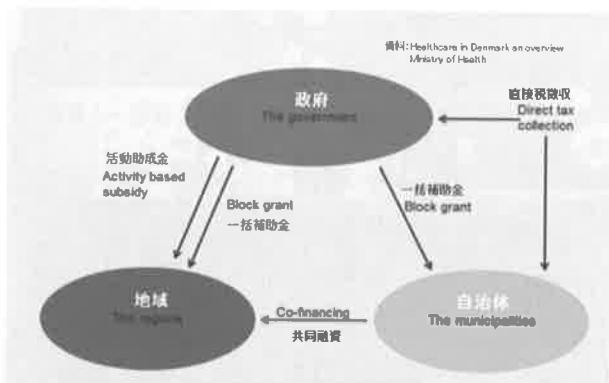 資料：Healthcare in Denmark an overview
Ministry of Health
政府
The government
直接税徴収
Direct tax
collection
活動助成金
Activity based
subsidy
Block grant
一括補助金
一括補助金
Block grant
地域
The regions
Co-financing
共同融資
自治体
The municipalities